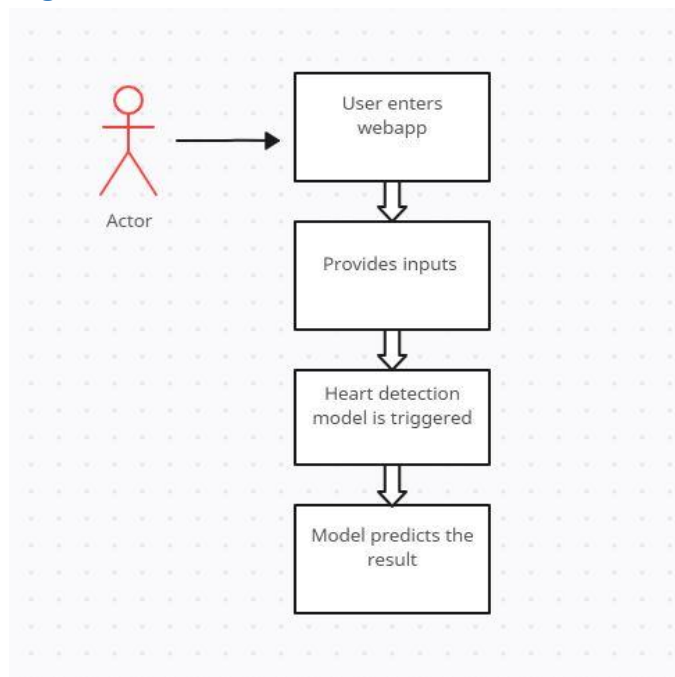 User enters
webapp
Actor
Provides inputs
Heart detection
model is triggered
Model predicts the
result